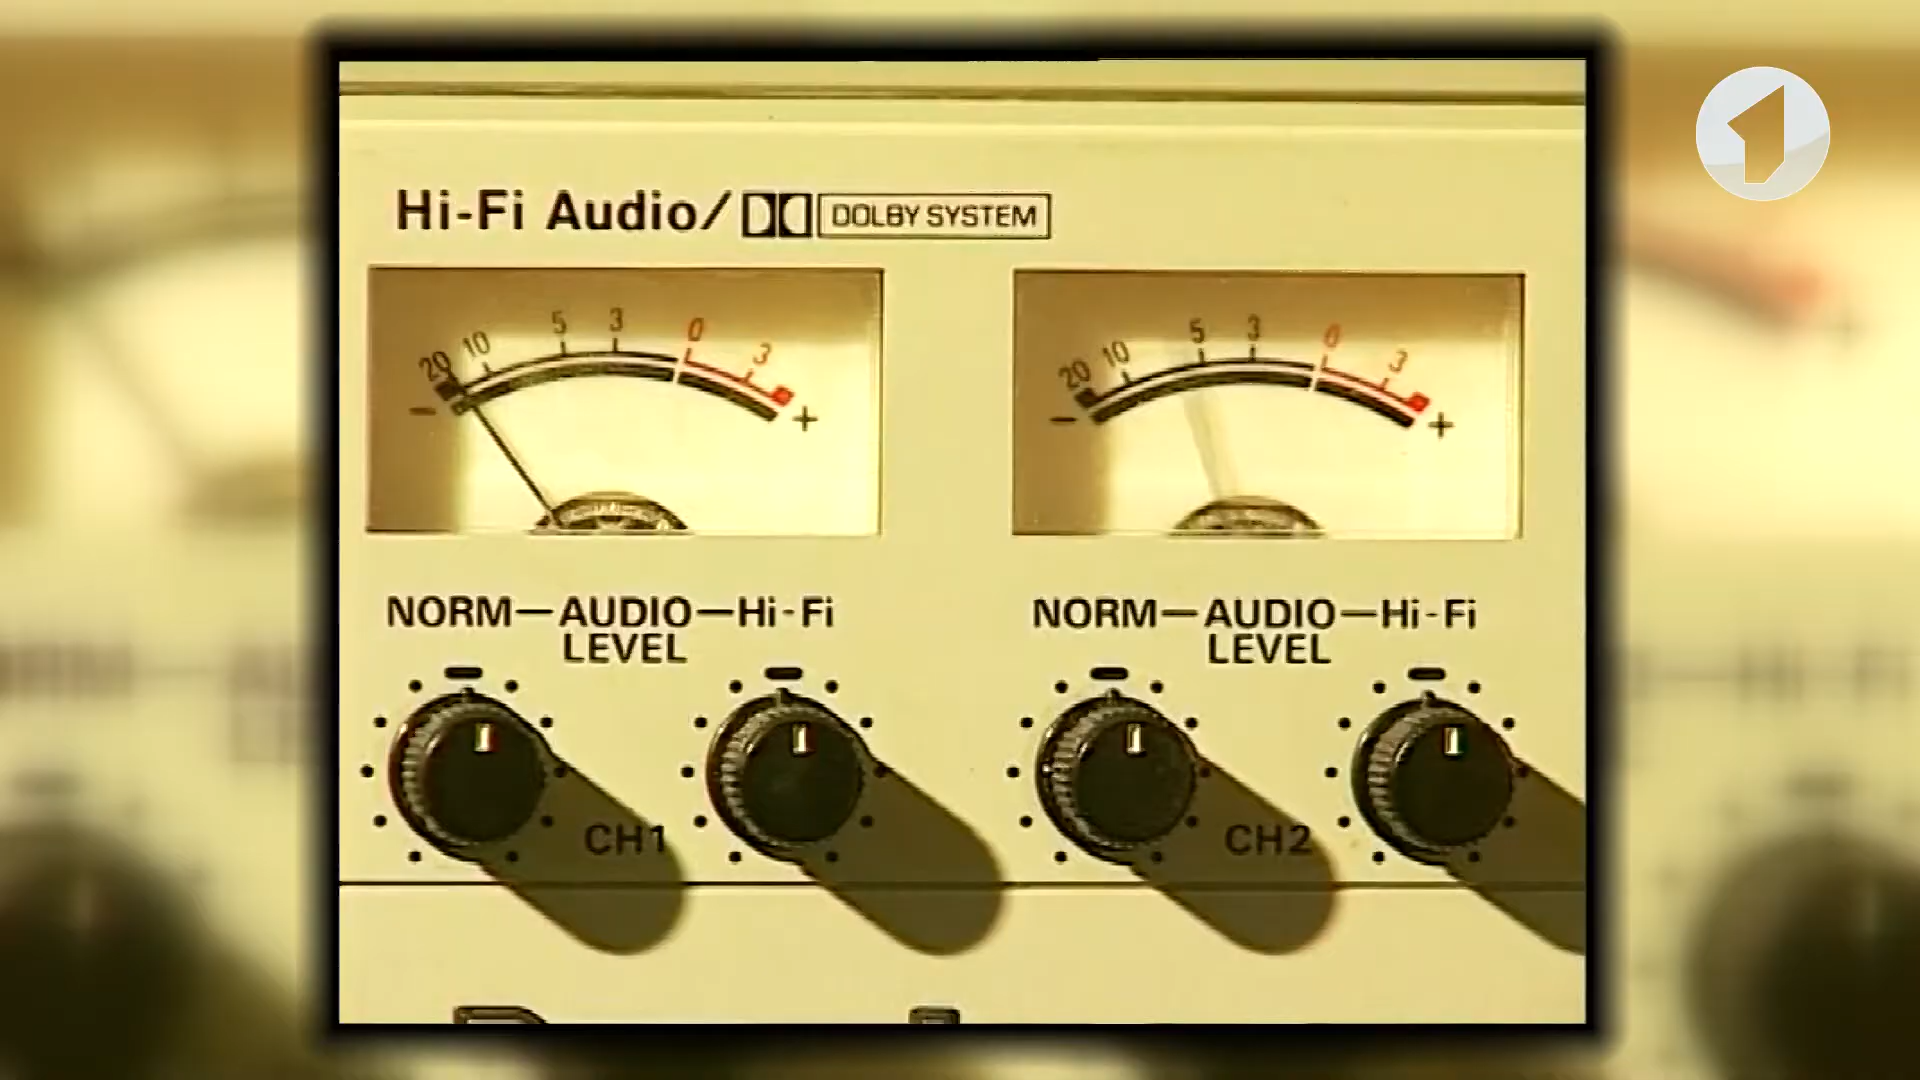 Hi-Fi Audio/ DOLBY SYSTEM
20 10 5 3 0 3
- +
20 10 5 3 0 3
- +
NORM—AUDIO—Hi-Fi
LEVEL
NORM—AUDIO—Hi-Fi
LEVEL
CH1
CH2
1